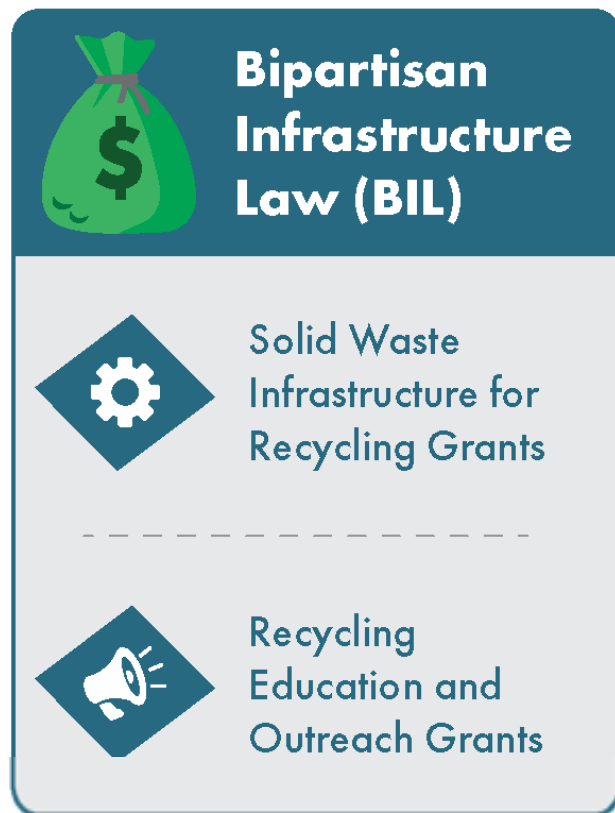 $
Bipartisan
Infrastructure
Law (BIL)
Solid Waste
Infrastructure for
Recycling Grants
Recycling
Education and
Outreach Grants